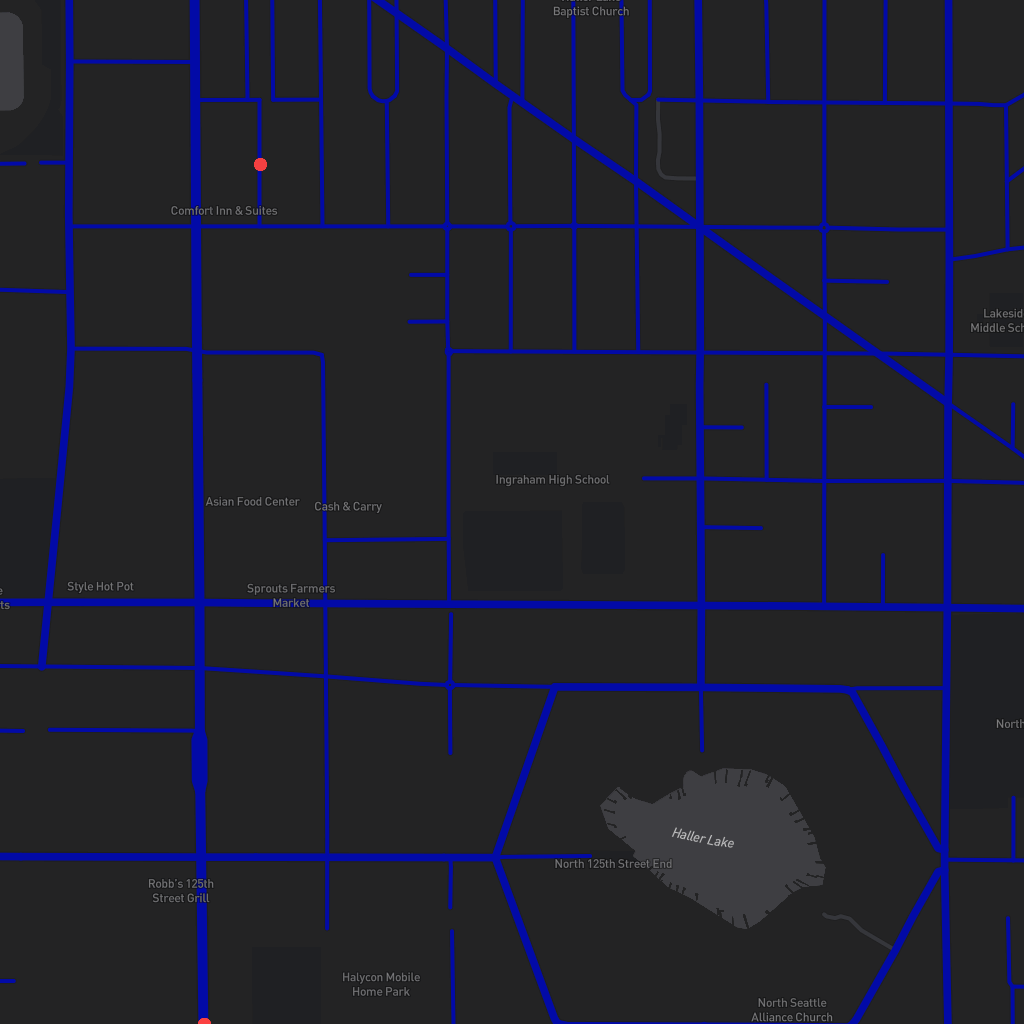 Baptist Church
Comfort Inn & Suites
Lakeside
Middle Sch
Ingraham High School
Asian Food Center
Cash & Carry
Style Hot Pot
Sprouts Farmers
Market
North
Haller Lake
North 125th Street End
Robb's 125th
Street Grill
Halycon Mobile
Home Park
North Seattle
Alliance Church